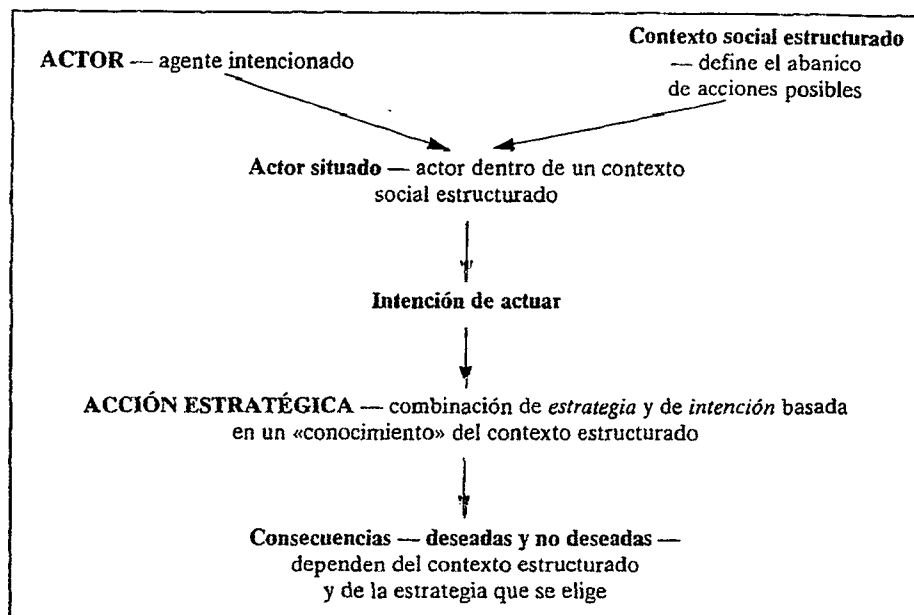 ACTOR — agente intencionado
Contexto social estructurado
— define el abanico
de acciones posibles
Actor situado — actor dentro de un contexto
social estructurado
Intención de actuar
ACCIÓN ESTRATÉGICA — combinación de estrategia y de intención basada
en un «conocimiento» del contexto estructurado
Consecuencias — deseadas y no deseadas —
dependen del contexto estructurado
y de la estrategia que se elige